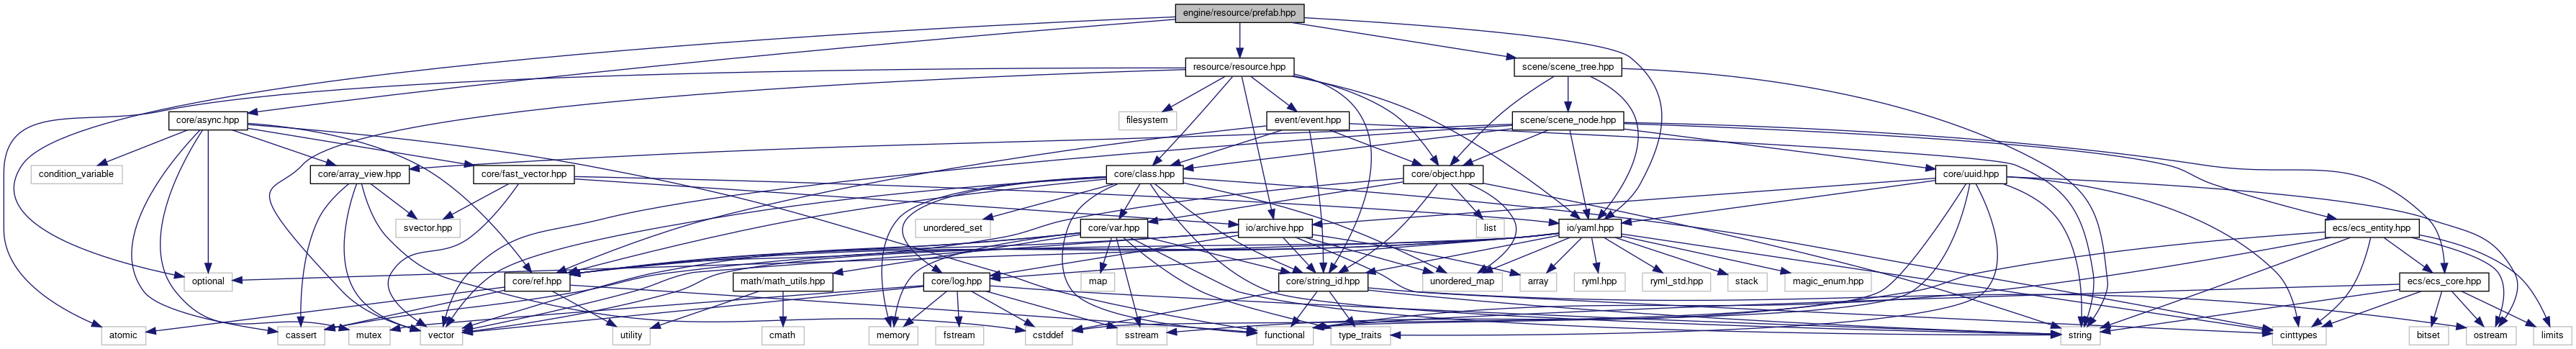 engine/resource/prefab.hpp
resource/resource.hpp
scene/scene_tree.hpp
core/async.hpp
filesystem
event/event.hpp
scene/scene_node.hpp
condition_variable
core/array_view.hpp
core/fast_vector.hpp
core/class.hpp
core/object.hpp
core/uuid.hpp
svector.hpp
unordered_set
core/var.hpp
io/archive.hpp
list
io/yaml.hpp
ecs/ecs_entity.hpp
optional
core/ref.hpp
math/math_utils.hpp
map
core/log.hpp
core/string_id.hpp
unordered_map
array
ryml.hpp
ryml_std.hpp
stack
magic_enum.hpp
ecs/ecs_core.hpp
atomic
cassert
mutex
vector
utility
cmath
memory
fstream
cstddef
sstream
functional
type_traits
string
cinttypes
bitset
ostream
limits